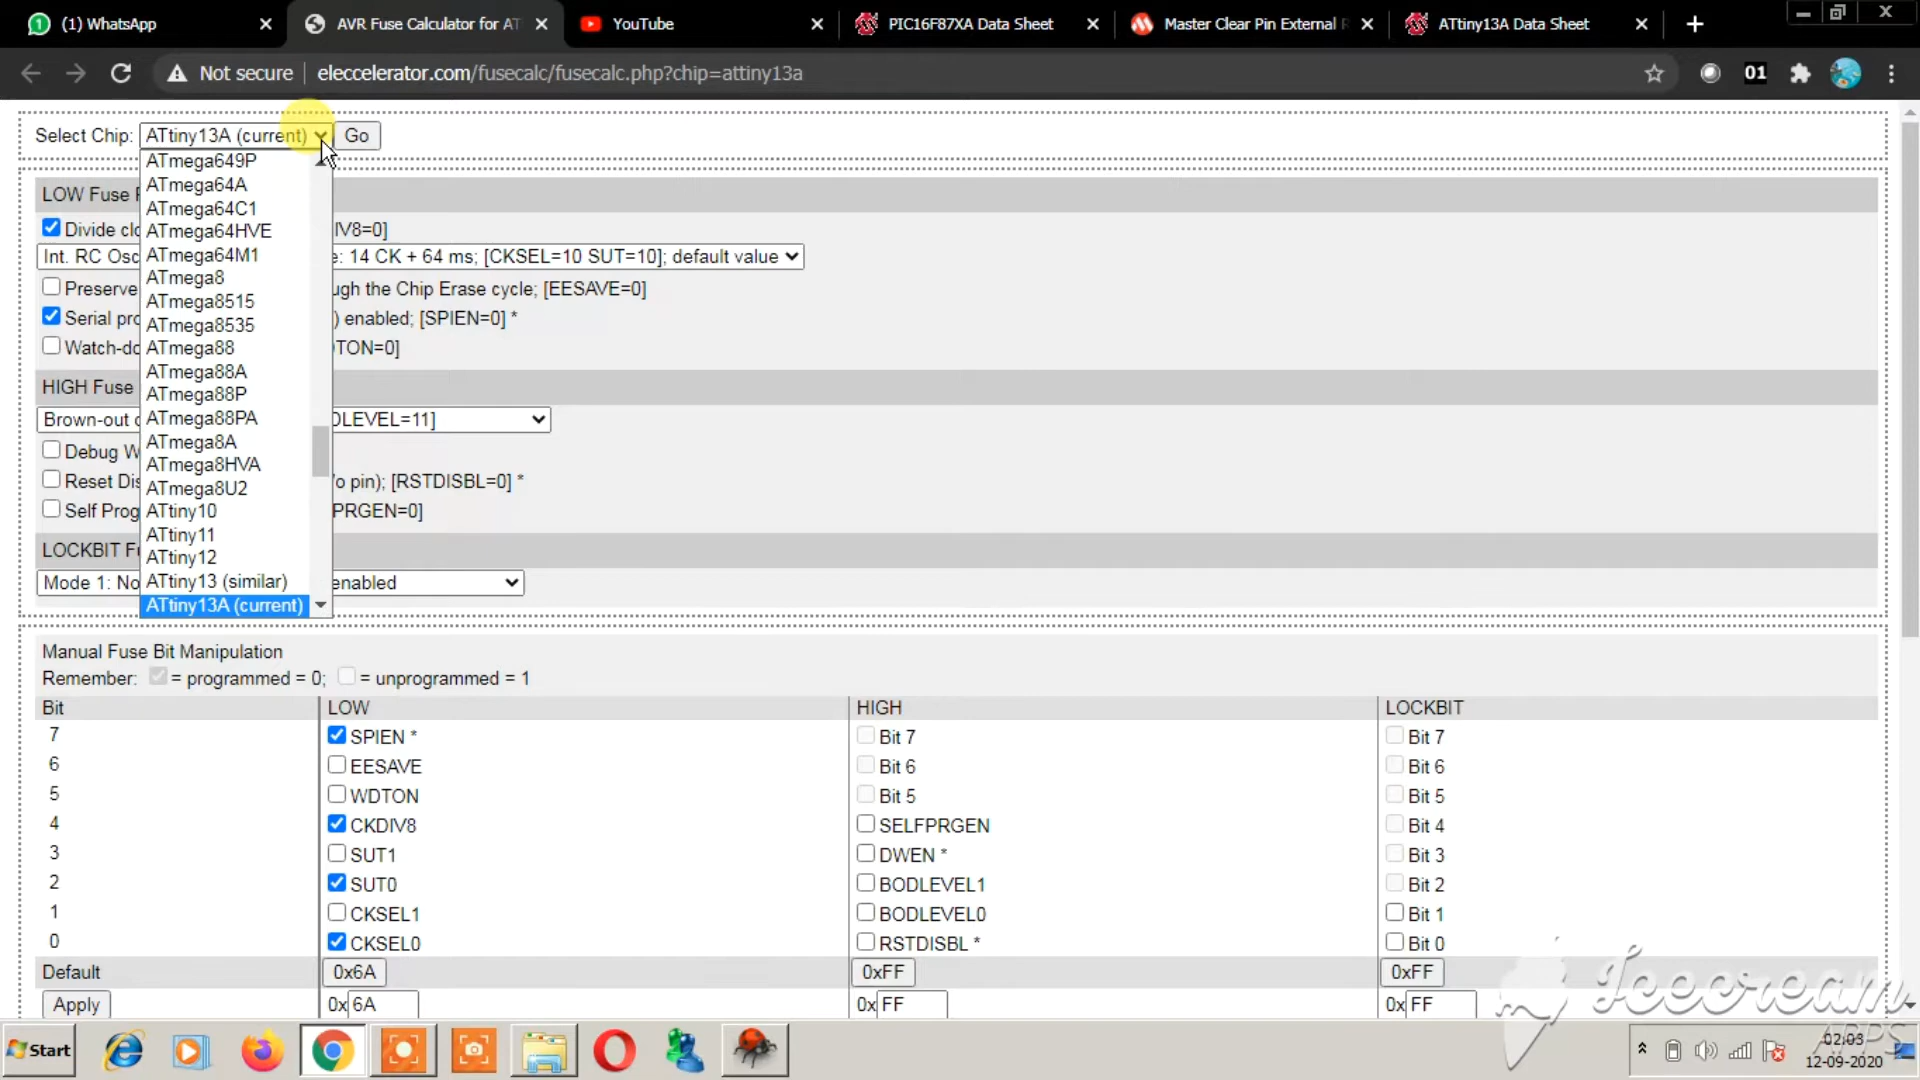 (1) WhatsApp
AVR Fuse Calculator for AT
YouTube
PIC16F87XA Data Sheet
Master Clear Pin External R
ATtiny13A Data Sheet
Not secure
eleccelerator.com/fusecalc/fusecalc.php?chip=attiny13a
01
Select Chip: ATtiny13A (current) Go
ATmega649P
ATmega64A
ATmega64C1
ATmega64HVE
ATmega64M1
ATmega8
ATmega8515
ATmega8535
ATmega88
ATmega88A
ATmega88P
ATmega88PA
ATmega8A
ATmega8HVA
ATmega8U2
ATtiny10
ATtiny11
ATtiny12
ATtiny13 (similar)
ATtiny13A (current)
LOW Fuse
Divide clo IV8=0]
Int. RC Osc : 14 CK + 64 ms; [CKSEL=10 SUT=10]; default value
Preserve ugh the Chip Erase cycle; [EESAVE=0]
Serial pro ) enabled; [SPIEN=0] *
Watch-do TON=0]
HIGH Fuse
Brown-out DLEVEL=11]
Debug W
Reset Dis o pin); [RSTDISBL=0] *
Self Prog PRGEN=0]
LOCKBIT F
Mode 1: No enabled
Manual Fuse Bit Manipulation
Remember: = programmed = 0; = unprogrammed = 1
Bit LOW HIGH LOCKBIT
7 SPIEN * Bit 7 Bit 7
6 EESAVE Bit 6 Bit 6
5 WDTON Bit 5 Bit 5
4 CKDIV8 SELFPRGEN Bit 4
3 SUT1 DWEN * Bit 3
2 SUT0 BODLEVEL1 Bit 2
1 CKSEL1 BODLEVEL0 Bit 1
0 CKSEL0 RSTDISBL * Bit 0
Default 0x6A 0xFF 0xFF
Apply 0x 6A 0x FF 0x FF
Icecream
APPS
Start
02:03
12-09-2020